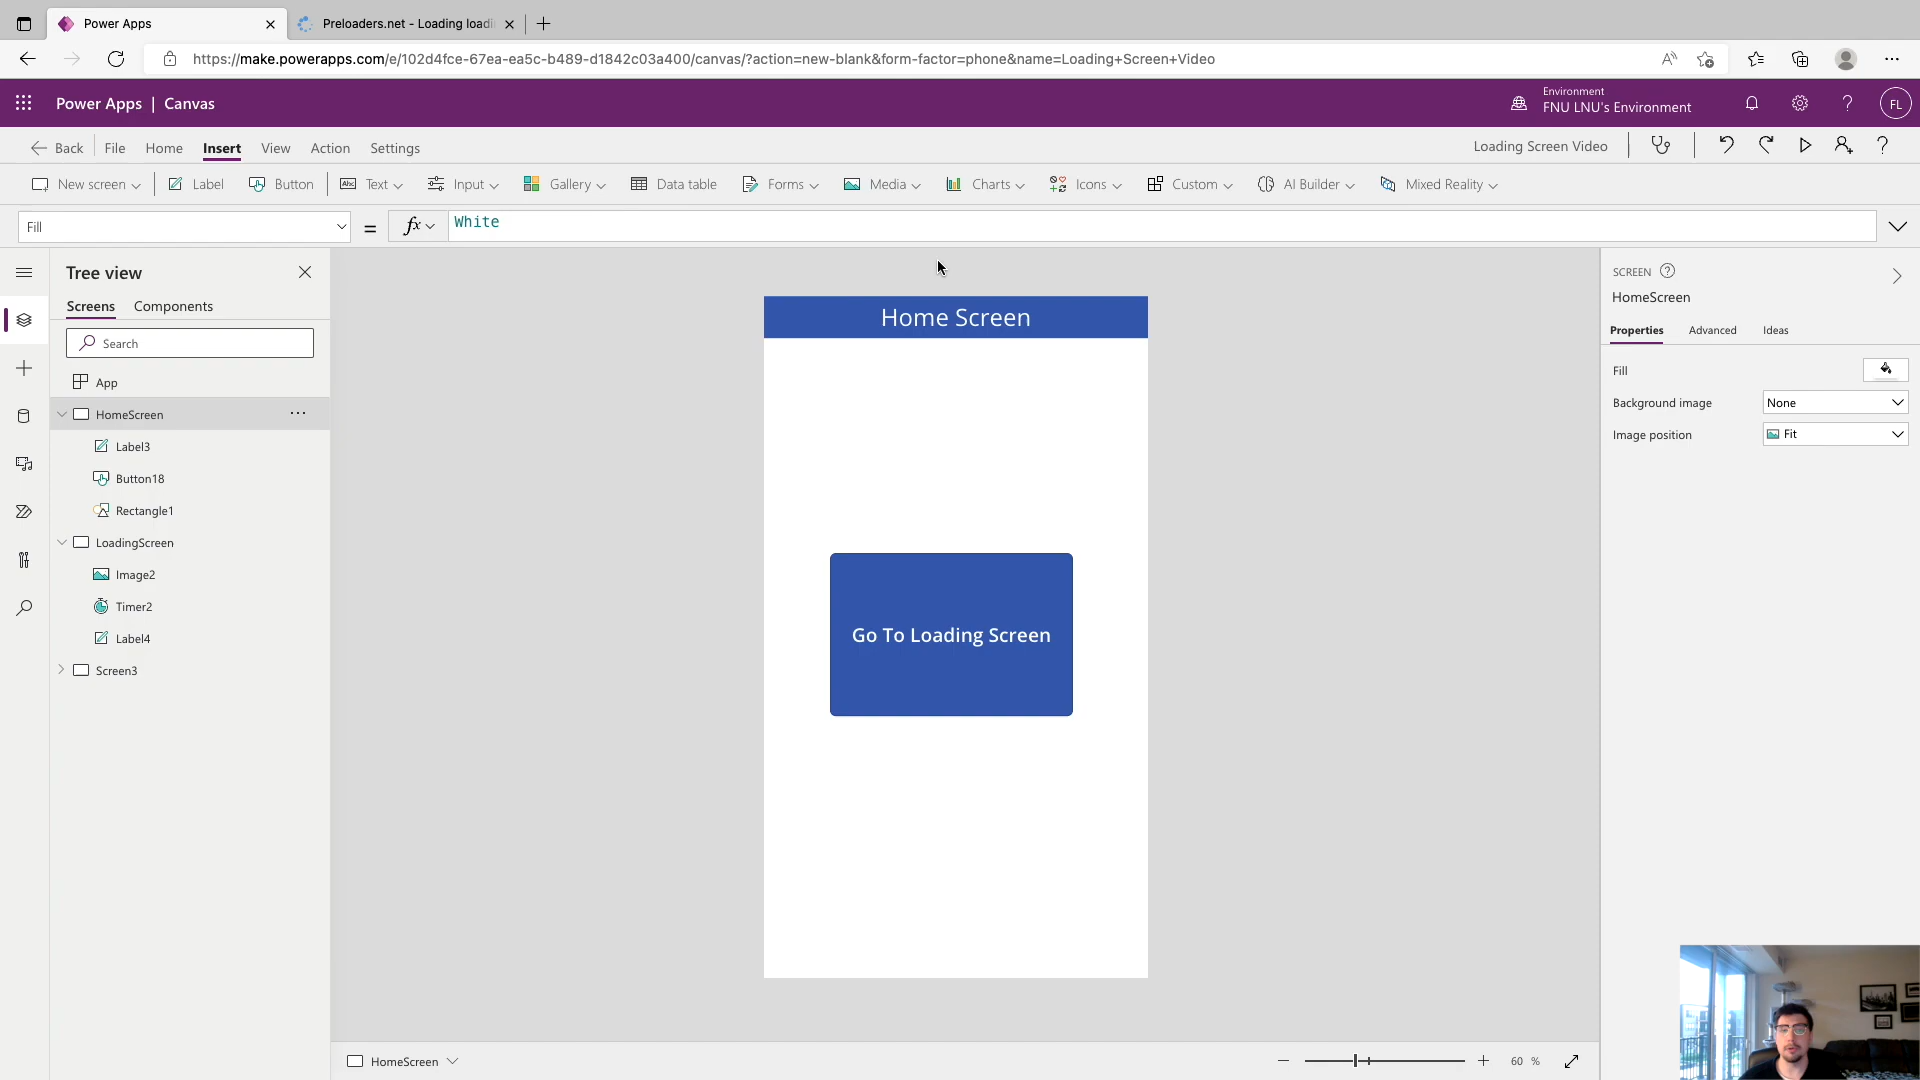 Power Apps
Preloaders.net - Loading loadi
https://make.powerapps.com/e/102d4fce-67ea-ea5c-b489-d1842c03a400/canvas/?action=new-blank&form-factor=phone&name=Loading+Screen+Video
Power Apps | Canvas
Environment
FNU LNU's Environment
FL
Back
File
Home
Insert
View
Action
Settings
Loading Screen Video
New screen
Label
Button
Text
Input
Gallery
Data table
Forms
Media
Charts
Icons
Custom
AI Builder
Mixed Reality
Fill
=
fx
White
Tree view
Screens
Components
Search
App
HomeScreen
Label3
Button18
Rectangle1
LoadingScreen
Image2
Timer2
Label4
Screen3
Home Screen
Go To Loading Screen
SCREEN
HomeScreen
Properties
Advanced
Ideas
Fill
Background image
None
Image position
Fit
HomeScreen
60 %